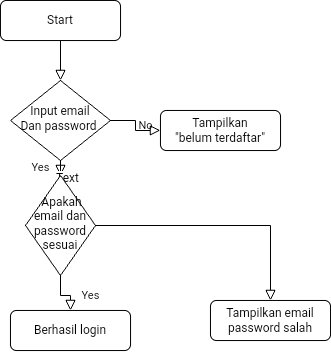 Start
Input email
Dan password
No
Tampilkan
"belum terdaftar"
Yes
Text
Apakah
email dan
password
sesuai
Yes
Berhasil login
Tampilkan email
password salah